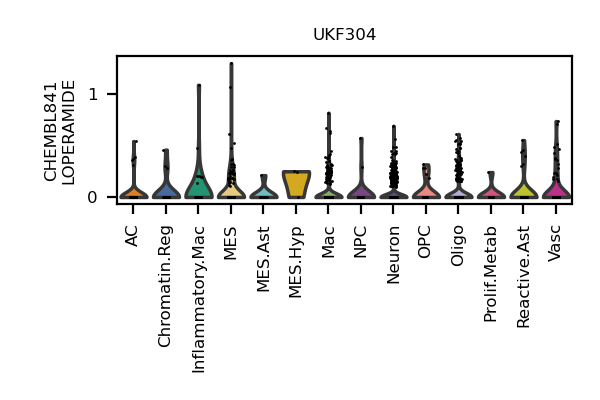 UKF304
CHEMBL841
LOPERAMIDE
1
0
AC
Chromatin.Reg
Inflammatory.Mac
MES
MES.Ast
MES.Hyp
Mac
NPC
Neuron
OPC
Oligo
Prolif.Metab
Reactive.Ast
Vasc